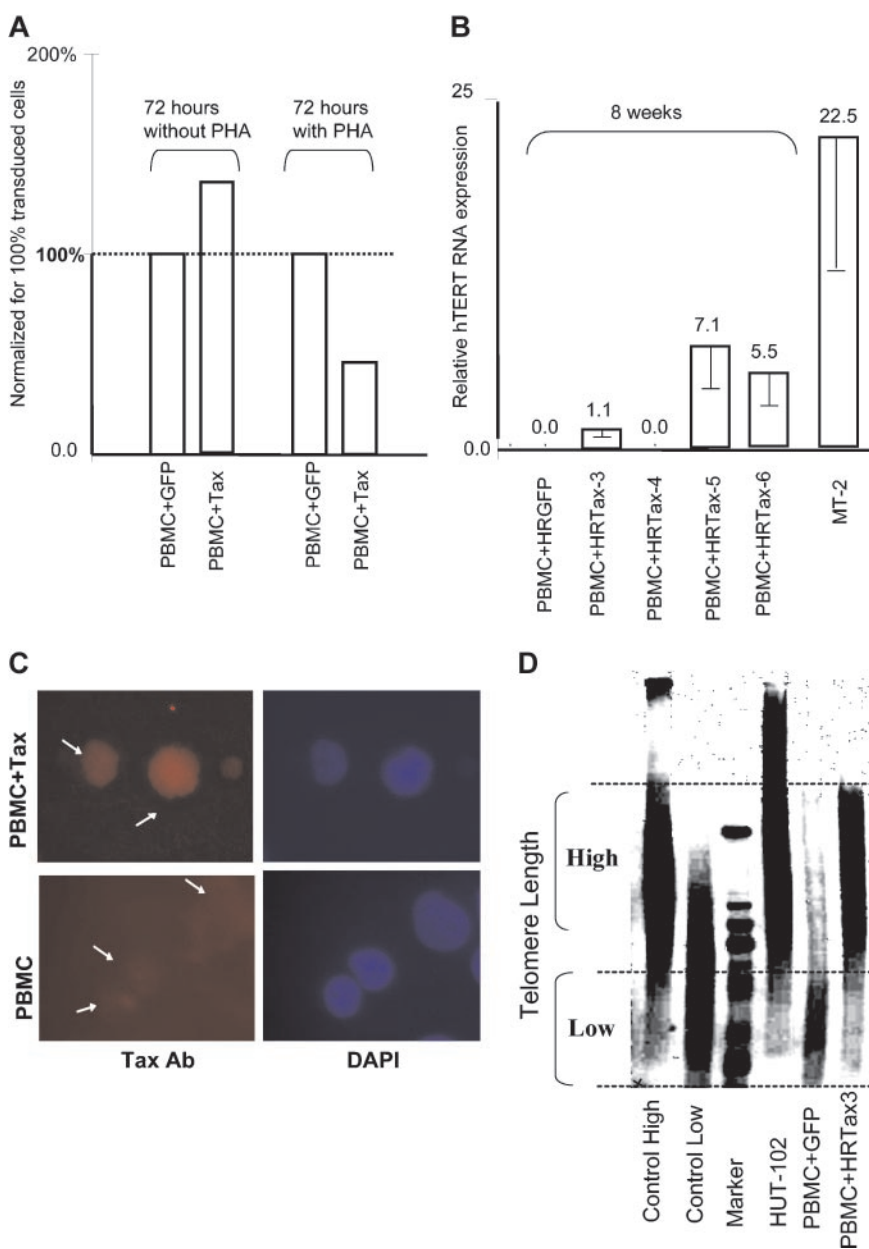 A
200%
72 hours
without PHA
72 hours
with PHA
Normalized for 100% transduced cells
100%
0.0
PBMC+GFP
PBMC+Tax
PBMC+GFP
PBMC+Tax
B
25
8 weeks
22.5
Relative hTERT RNA expression
7.1
5.5
1.1
0.0
0.0
0.0
PBMC+HRGFP
PBMC+HRTax-3
PBMC+HRTax-4
PBMC+HRTax-5
PBMC+HRTax-6
MT-2
C
PBMC+Tax
PBMC
Tax Ab
DAPI
D
Telomere Length
High
Low
Control High
Control Low
Marker
HUT-102
PBMC+GFP
PBMC+HRTax3